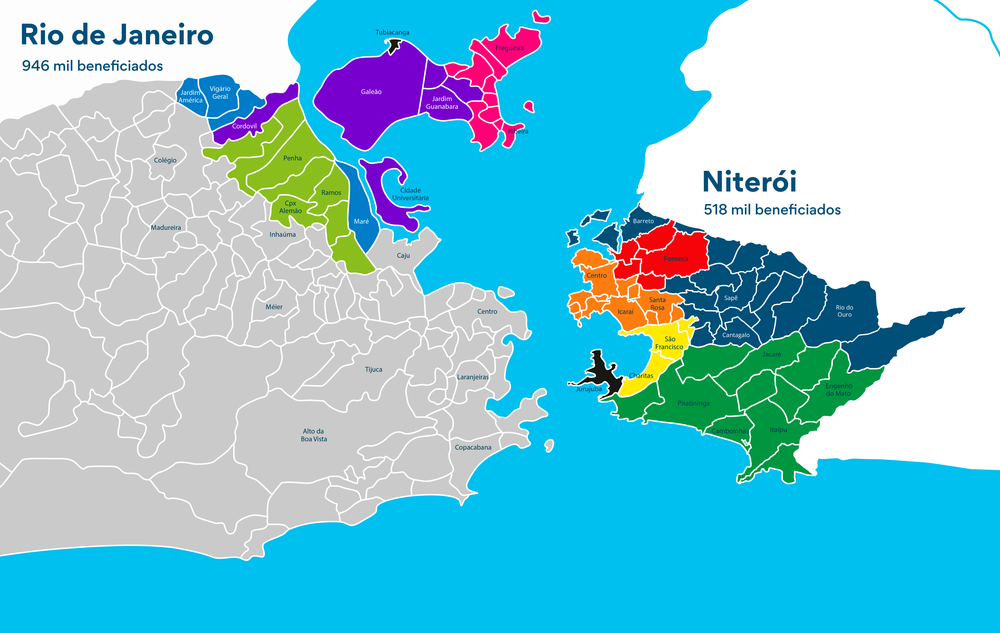 Rio de Janeiro
946 mil beneficiados
Tubiacanga
Freguesia
Galeão
Jardim
Guanabara
Ribeira
Jardim
América
Vigário
Geral
Cordovil
Colégio
Penha
Ramos
Cidade
Universitária
Cpx
Alemão
Maré
Madureira
Inhaúma
Caju
Méier
Centro
Tijuca
Laranjeiras
Alto da
Boa Vista
Copacabana
Niterói
518 mil beneficiados
Barreto
Fonseca
Centro
Santa
Rosa
Icaraí
Sapê
Rio do
Ouro
Cantagalo
São
Francisco
Jacaré
Charitas
Jurujuba
Engenho
do Mato
Piratininga
Camboinhas
Itaipu